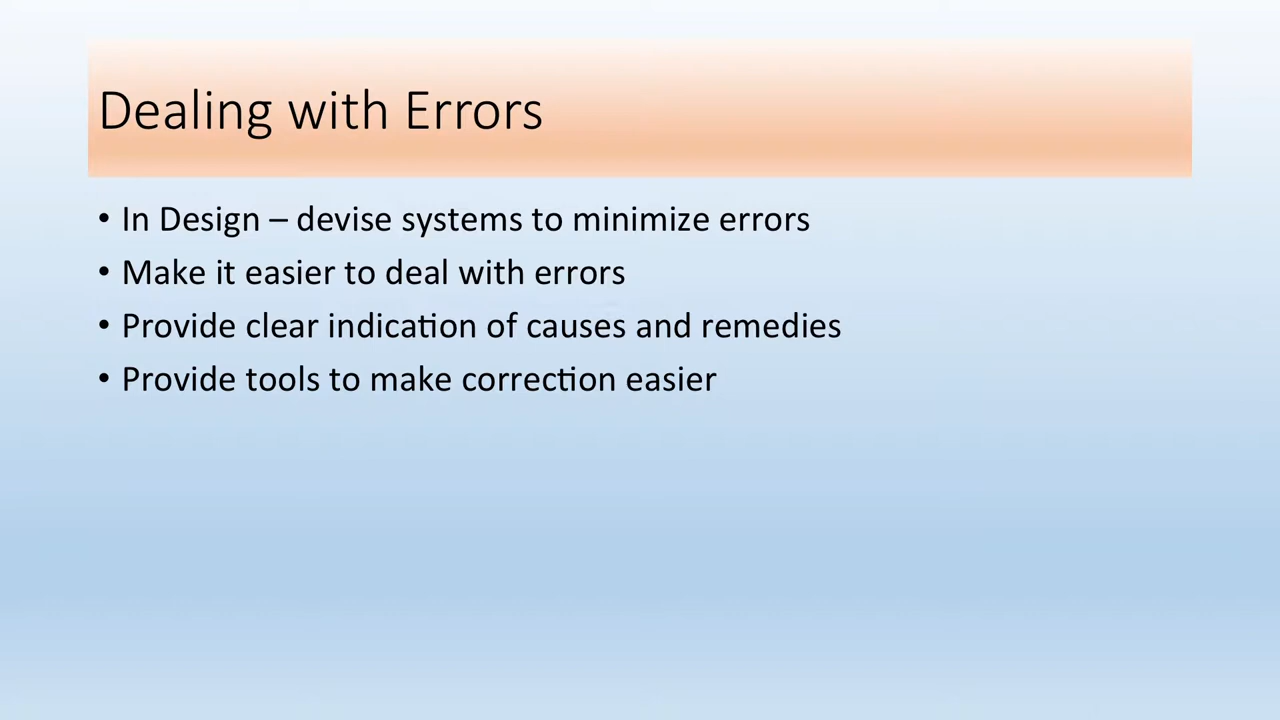 Dealing with Errors
• In Design – devise systems to minimize errors
• Make it easier to deal with errors
• Provide clear indication of causes and remedies
• Provide tools to make correction easier